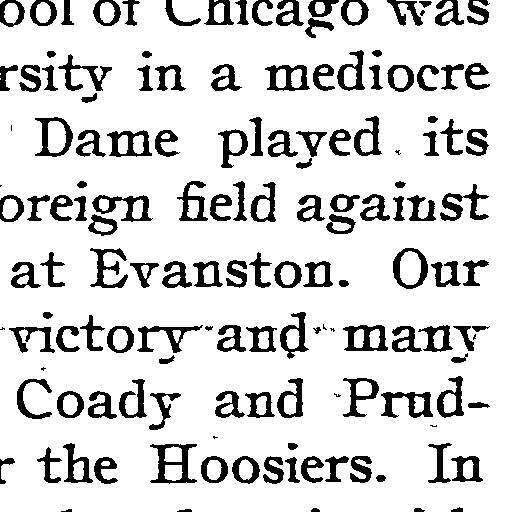 ool of Chicago was
rsity in a mediocre
Dame played its
foreign field against
at Evanston. Our
victory and many
Coady and Prud-
r the Hoosiers. In